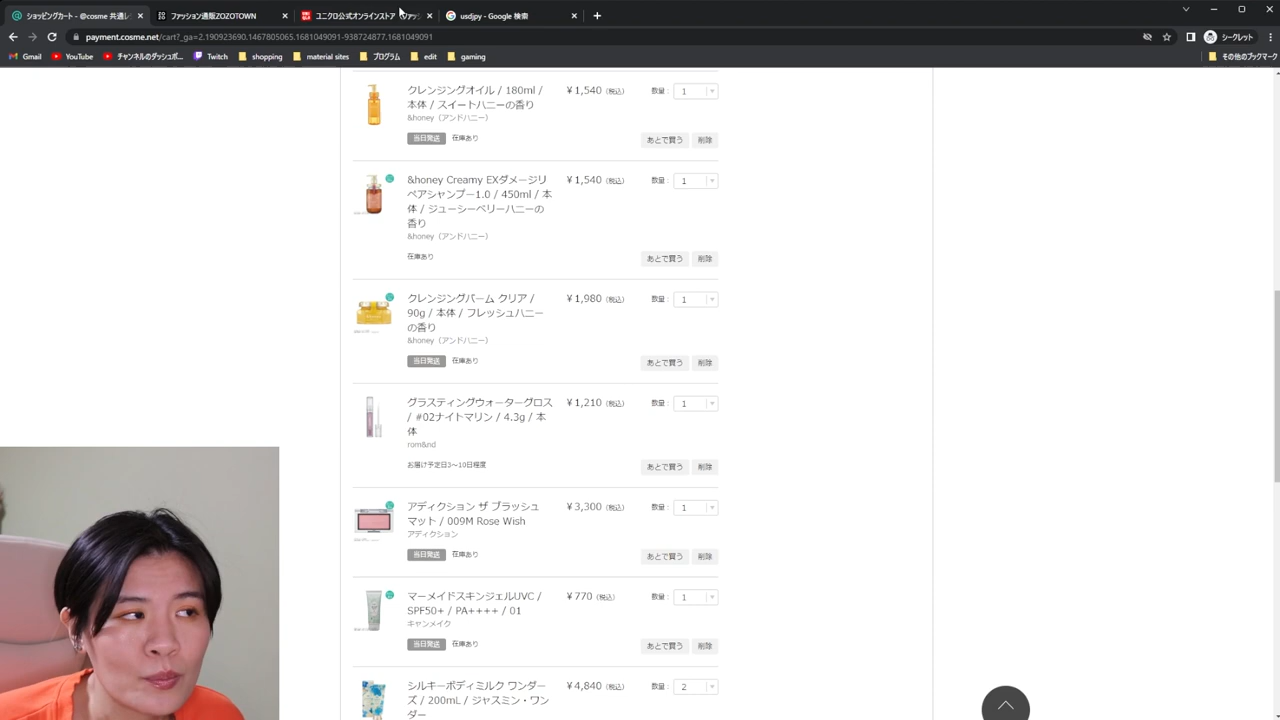 ショッピングカート - @cosme 共通レ
ファッション通販ZOZOTOWN
ユニクロ公式オンラインストア
usdjpy - Google 検索
payment.cosme.net/cart?_ga=2.190923690.1467805065.1681049091-938724877.1681049091
シークレット
Gmail
YouTube
チャンネルのダッシュボ...
Twitch
shopping
material sites
プログラム
edit
gaming
その他のブックマーク
クレンジングオイル / 180ml /
本体 / スイートハニーの香り
&honey（アンドハニー）
当日発送 在庫あり
¥1,540（税込）
数量： 1
あとで買う 削除
&honey Creamy EXダメージリ
ペアシャンプー1.0 / 450ml / 本
体 / ジューシーベリーハニーの
香り
&honey（アンドハニー）
在庫あり
¥1,540（税込）
数量： 1
あとで買う 削除
クレンジングバーム クリア /
90g / 本体 / フレッシュハニー
の香り
&honey（アンドハニー）
当日発送 在庫あり
¥1,980（税込）
数量： 1
あとで買う 削除
グラスティングウォーターグロス
/ #02ナイトマリン / 4.3g / 本
体
rom&nd
お届け予定日3～10日程度
¥1,210（税込）
数量： 1
あとで買う 削除
アディクション ザ ブラッシュ
マット / 009M Rose Wish
アディクション
当日発送 在庫あり
¥3,300（税込）
数量： 1
あとで買う 削除
マーメイドスキンジェルUVC /
SPF50+ / PA++++ / 01
キャンメイク
当日発送 在庫あり
¥770（税込）
数量： 1
あとで買う 削除
シルキーボディミルク ワンダー
ズ / 200mL / ジャスミン・ワン
ダー
¥4,840（税込）
数量： 2